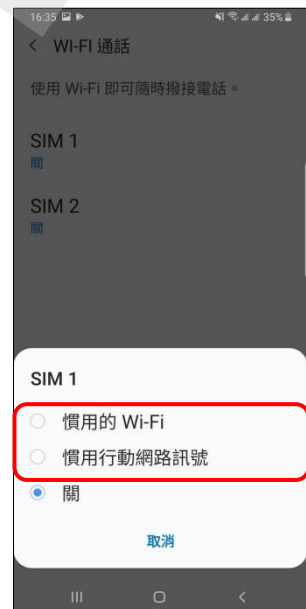 16:35 35%
WI-FI 通話
使用 Wi-Fi 即可隨時撥接電話。
SIM 1
關
SIM 2
關
SIM 1
慣用的 Wi-Fi
慣用行動網路訊號
關
取消